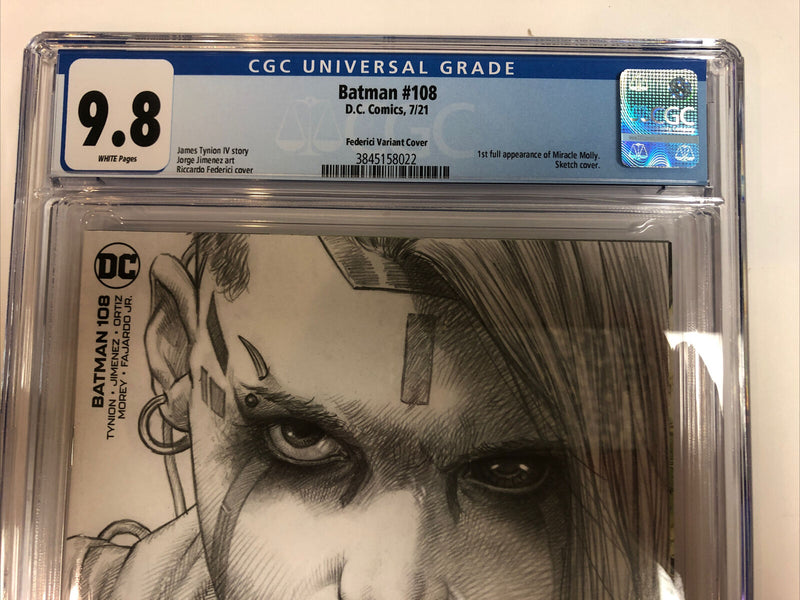 CGC UNIVERSAL GRADE
9.8
WHITE Pages
Batman #108
D.C. Comics, 7/21
Federici Variant Cover
3845158022
James Tynion IV story
Jorge Jimenez art
Riccardo Federici cover
1st full appearance of Miracle Molly.
Sketch cover.
CGC
CGC
DC
BATMAN 108
TYNION • JIMENEZ • ORTIZ
MOREY • FAJARDO JR.